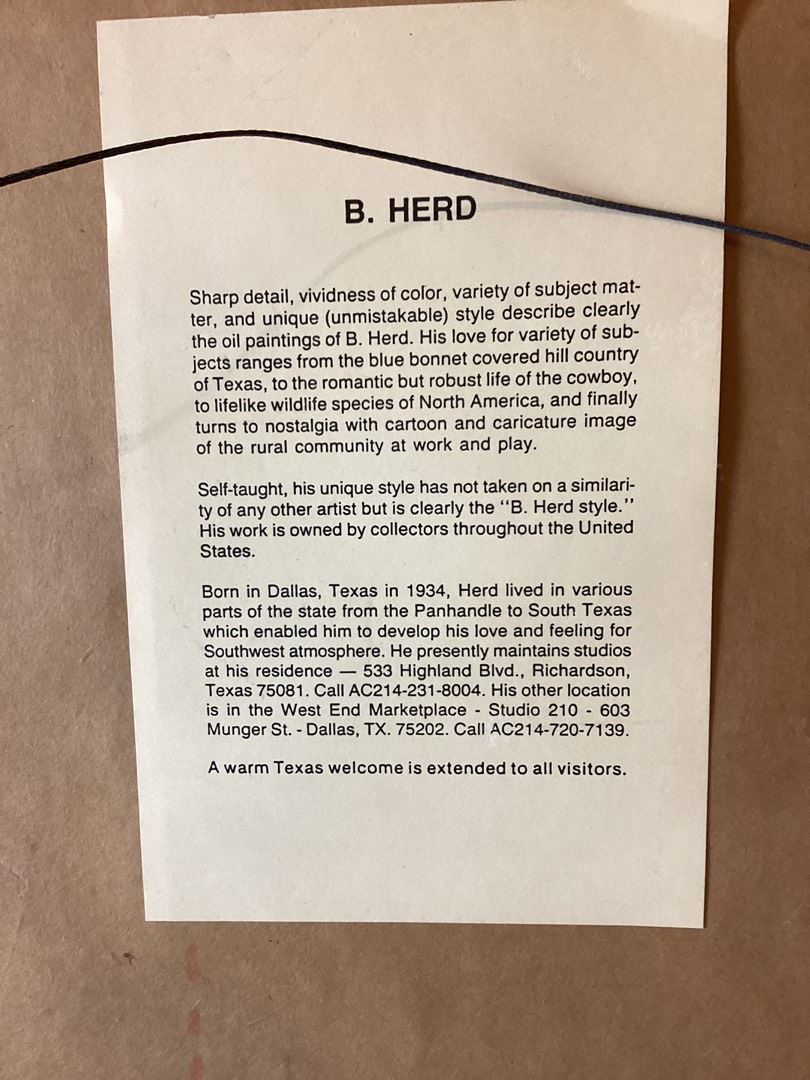 B. HERD
Sharp detail, vividness of color, variety of subject mat-
ter, and unique (unmistakable) style describe clearly
the oil paintings of B. Herd. His love for variety of sub-
jects ranges from the blue bonnet covered hill country
of Texas, to the romantic but robust life of the cowboy,
to lifelike wildlife species of North America, and finally
turns to nostalgia with cartoon and caricature image
of the rural community at work and play.
Self-taught, his unique style has not taken on a similari-
ty of any other artist but is clearly the “B. Herd style.”
His work is owned by collectors throughout the United
States.
Born in Dallas, Texas in 1934, Herd lived in various
parts of the state from the Panhandle to South Texas
which enabled him to develop his love and feeling for
Southwest atmosphere. He presently maintains studios
at his residence — 533 Highland Blvd., Richardson,
Texas 75081. Call AC214-231-8004. His other location
is in the West End Marketplace - Studio 210 - 603
Munger St. - Dallas, TX. 75202. Call AC214-720-7139.
A warm Texas welcome is extended to all visitors.